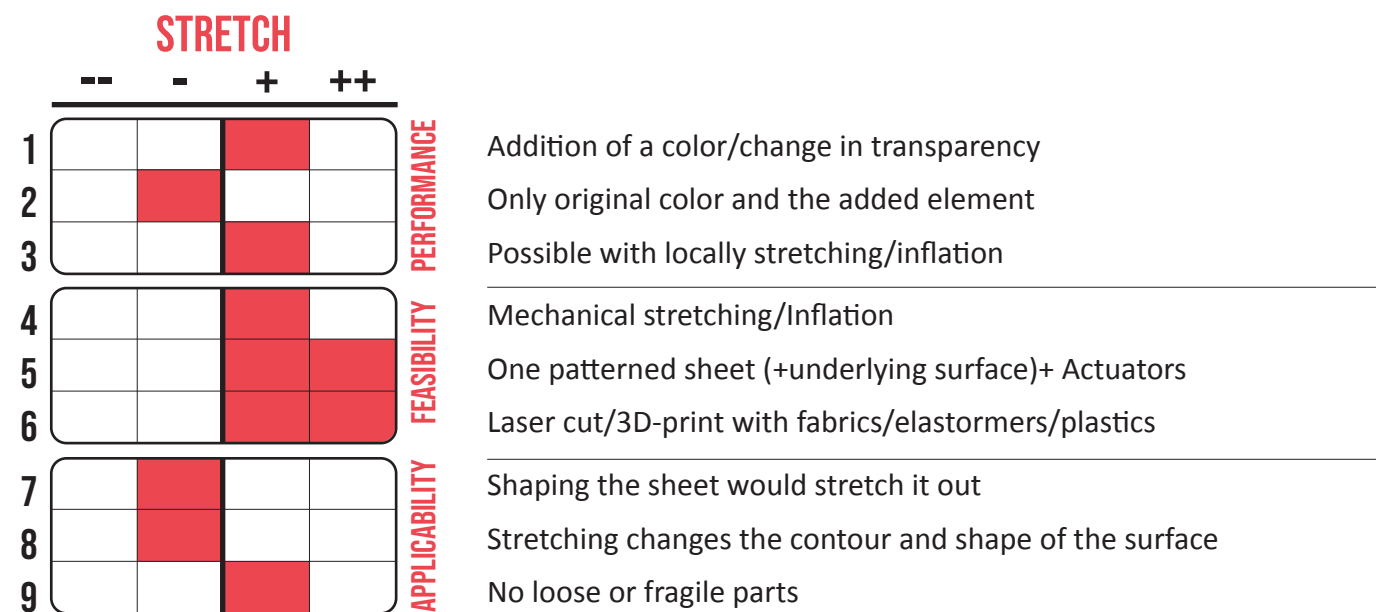 STRETCH
-- - + ++
1 Addition of a color/change in transparency
2 Only original color and the added element
3 Possible with locally stretching/inflation
PERFORMANCE
4 Mechanical stretching/Inflation
5 One patterned sheet (+underlying surface)+ Actuators
6 Laser cut/3D-print with fabrics/elastormers/plastics
FEASIBILITY
7 Shaping the sheet would stretch it out
8 Stretching changes the contour and shape of the surface
9 No loose or fragile parts
APPLICABILITY